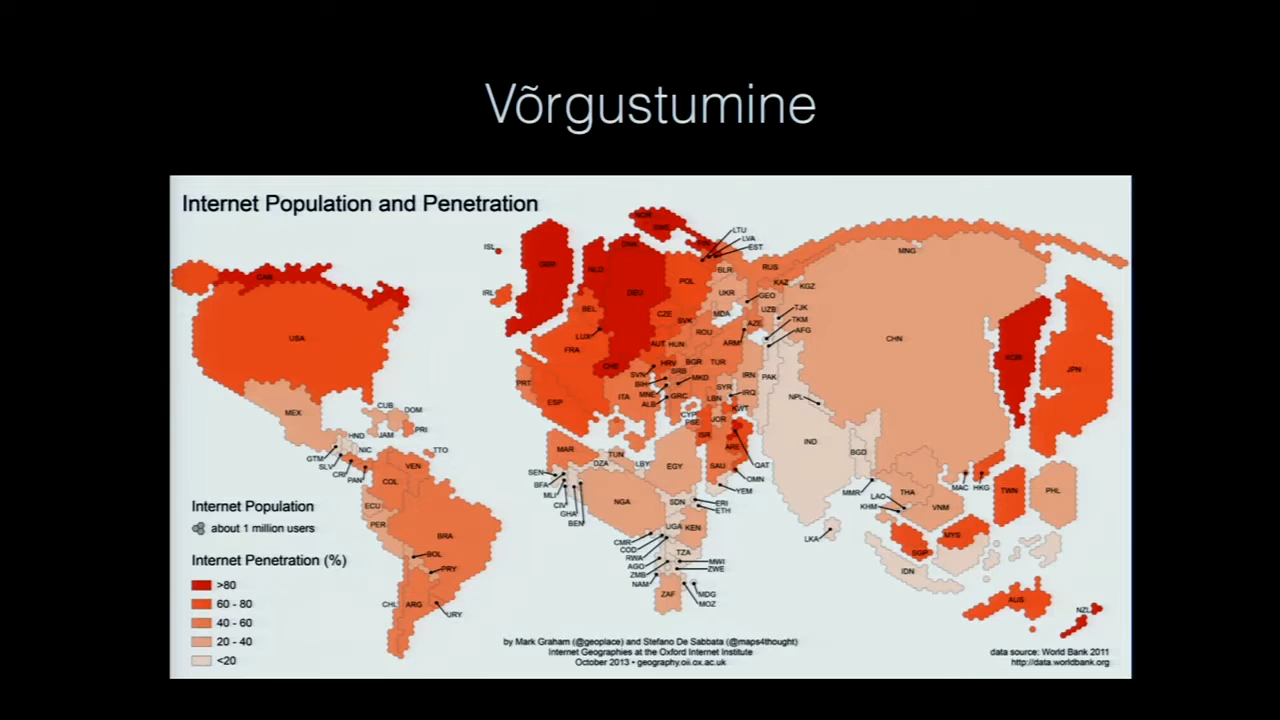 Võrgustumine
Internet Population and Penetration
NOR
SWE
LTU
LVA
EST
ISL
GBR
NLD
DNK
RUS
MNG
CAN
DEU
POL
BLR
KAZ
KGZ
IRL
UKR
GEO
BEL
CZE
SVK
MDA
UZB
TJK
TKM
AZE
AFG
USA
LUX
FRA
AUT
HUN
ROU
ARM
CHN
KOR
JPN
CHE
SVN
HRV
BGR
TUR
SRB
BIH
MKD
IRN
PAK
PRT
ESP
ITA
MNE
ALB
GRC
SYR
IRQ
LBN
NPL
MEX
CUB
DOM
CYP
PSE
JOR
KWT
PRI
HND
JAM
ISR
IND
NIC
MAR
TUN
ARE
BGD
GTM
TTO
DZA
LBY
EGY
SLV
VEN
SAU
QAT
CRI
PAN
SEN
OMN
COL
BFA
YEM
MMR
LAO
THA
MAC
HKG
TWN
PHL
MLI
NGA
SDN
ERI
KHM
VNM
CIV
ETH
ECU
GHA
BEN
PER
UGA
KEN
BRA
CMR
LKA
MYS
COD
SGP
BOL
RWA
TZA
AGO
MWI
PRY
ZMB
ZWE
IDN
NAM
ZAF
MDG
AUS
CHL
ARG
MOZ
NZL
URY
Internet Population
about 1 million users
Internet Penetration (%)
>80
60 - 80
40 - 60
20 - 40
<20
by Mark Graham (@geoplace) and Stefano De Sabbata (@maps4thought)
Internet Geographies at the Oxford Internet Institute
October 2013 • geography.oii.ox.ac.uk
data source: World Bank 2011
http://data.worldbank.org